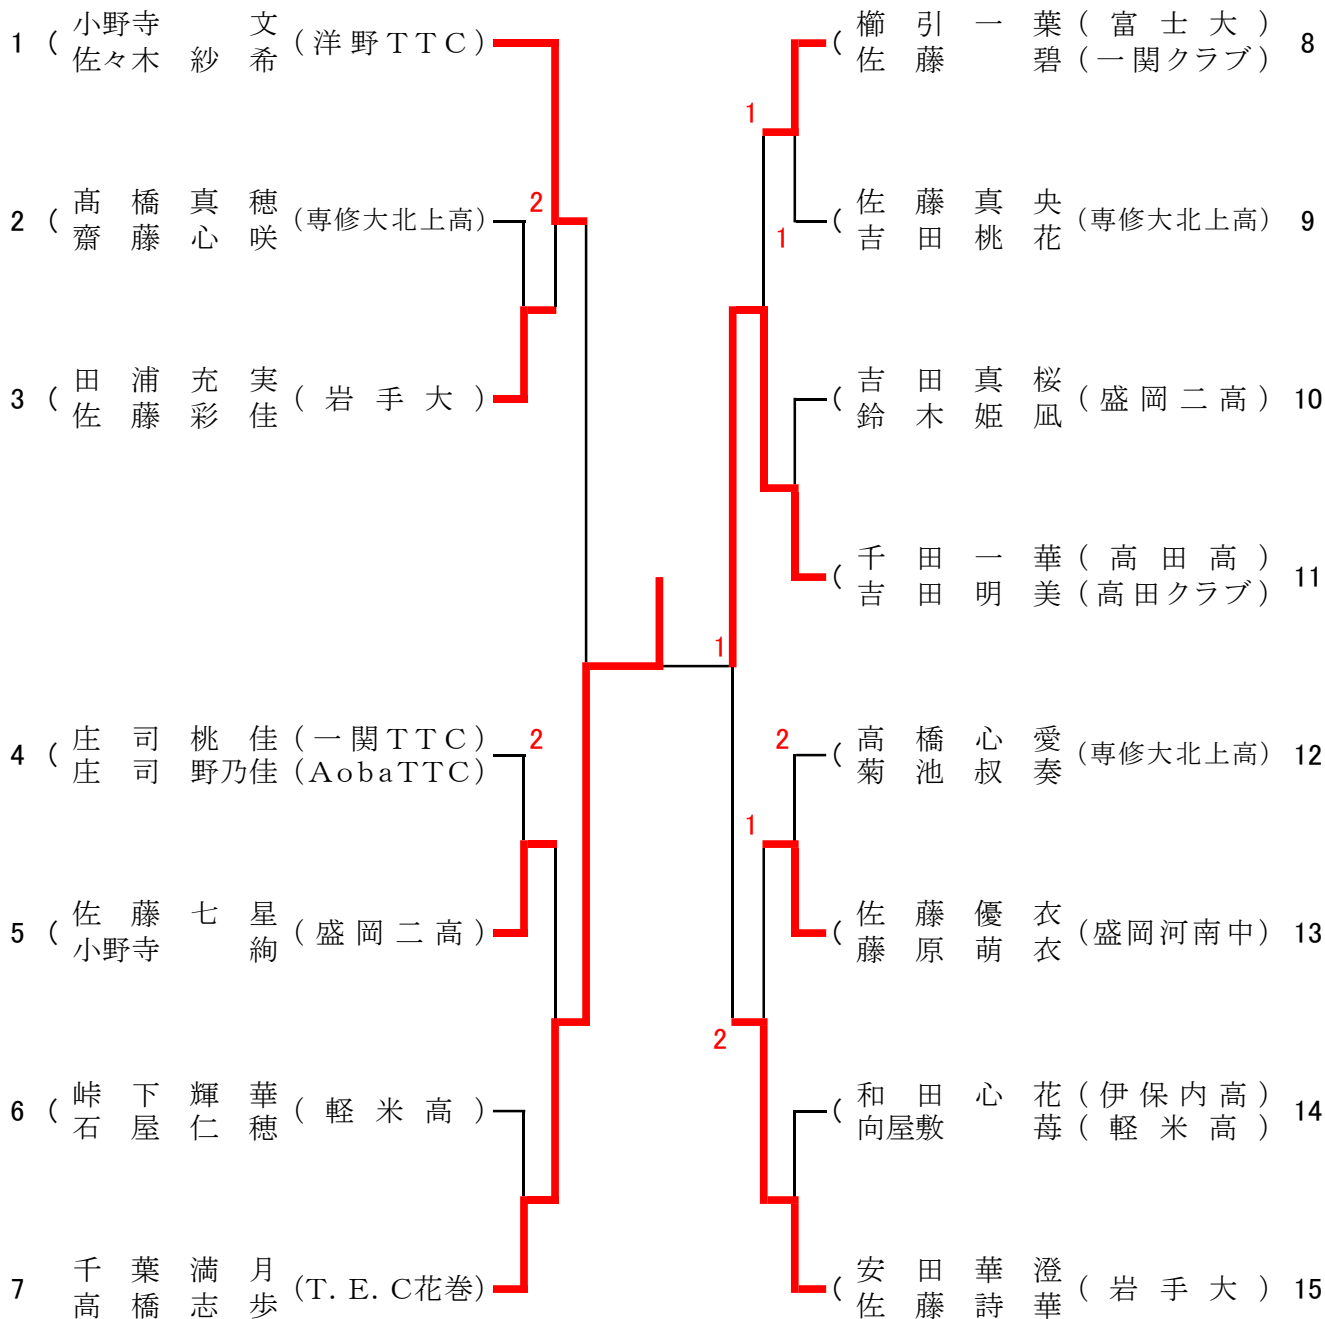 1 ( 小野寺 文 (洋野TTC)
佐々木 紗希
2 ( 髙橋真穂 (専修大北上高)
齋藤心咲
2
3 ( 田浦充実 (岩手大)
佐藤彩佳
4 ( 庄司桃佳 (一関TTC)
庄司野乃佳 (AobaTTC)
2
5 ( 佐藤七星 (盛岡二高)
小野寺 絢
6 ( 峠下輝華 (軽米高)
石屋仁穂
7 千葉満月 (T.E.C花巻)
高橋志歩
( 櫛引一葉 (富士大) 8
佐藤 碧 (一関クラブ)
1
( 佐藤真央 (専修大北上高) 9
吉田桃花
1
( 吉田真桜 (盛岡二高) 10
鈴木姫凪
( 千田一華 (高田高) 11
吉田明美 (高田クラブ)
1
2
( 高橋心愛 (専修大北上高) 12
菊池叔奏
1
( 佐藤優衣 (盛岡河南中) 13
藤原萌衣
2
( 和田心花 (伊保内高) 14
向屋敷 苺 (軽米高)
( 安田華澄 (岩手大) 15
佐藤詩華